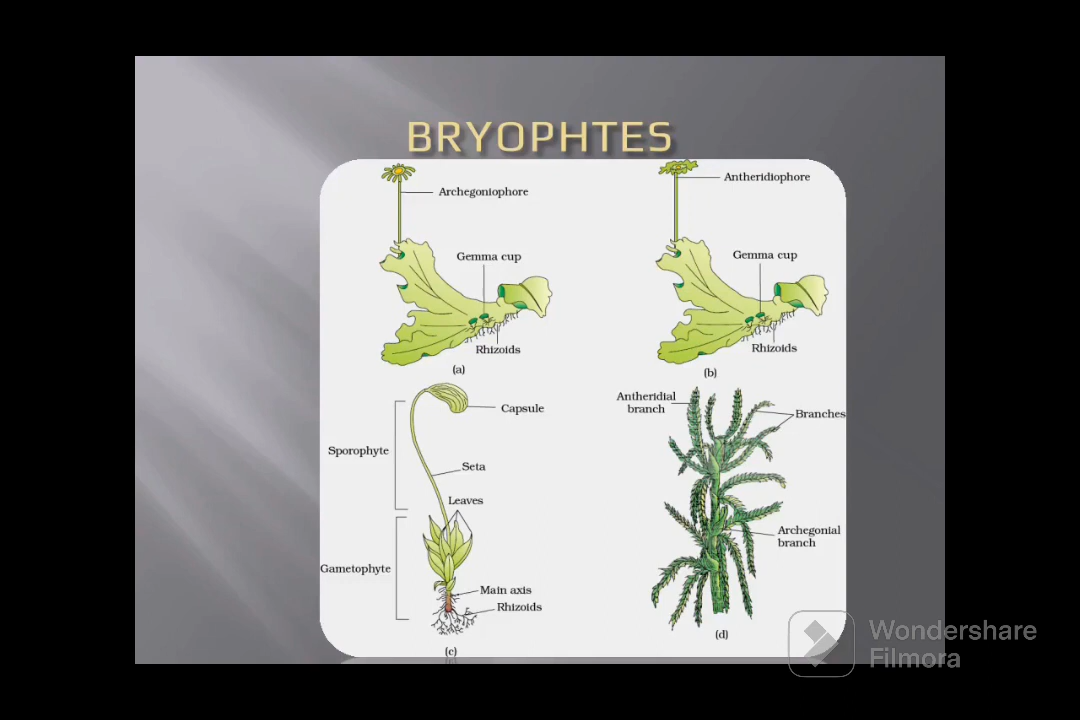 BRYOPHTES
Archegoniophore
Gemma cup
Rhizoids
(a)
Antheridiophore
Gemma cup
Rhizoids
(b)
Capsule
Sporophyte
Seta
Leaves
Gametophyte
Main axis
Rhizoids
(c)
Antheridial
branch
Branches
Archegonial
branch
(d)
Wondershare
Filmora